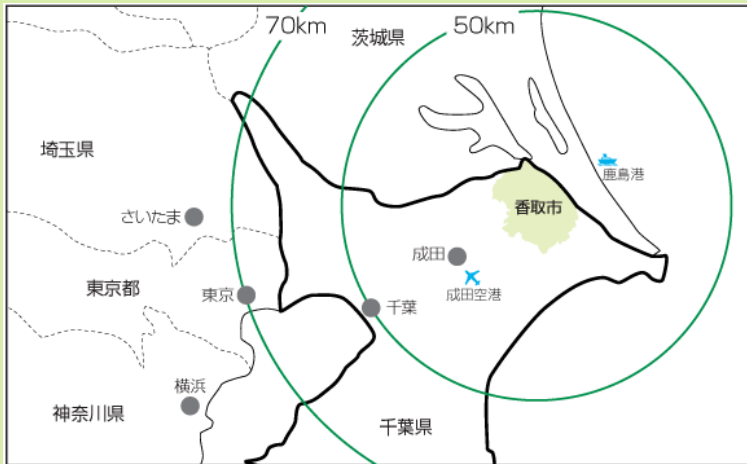 70km
50km
茨城県
埼玉県
鹿島港
香取市
さいたま
成田
東京都
東京
成田空港
千葉
横浜
神奈川県
千葉県